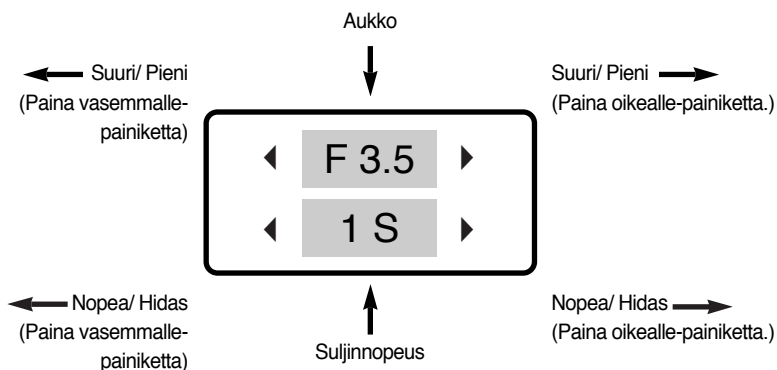 Aukko
Suuri/ Pieni
(Paina vasemmalle-
painiketta)
Suuri/ Pieni
(Paina oikealle-painiketta.)
F 3.5
1 S
Nopea/ Hidas
(Paina vasemmalle-
painiketta)
Suljinnopeus
Nopea/ Hidas
(Paina oikealle-painiketta.)